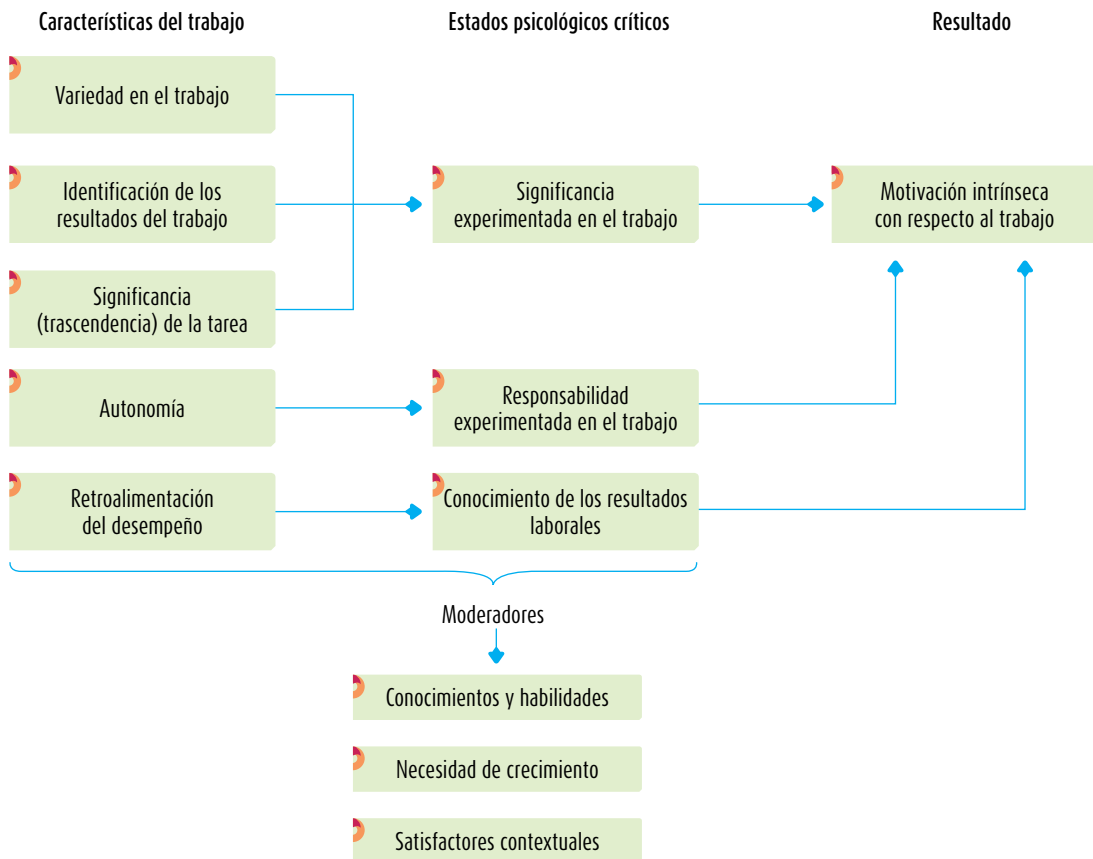 Características del trabajo
Estados psicológicos críticos
Resultado
Variedad en el trabajo
Identificación de los
resultados del trabajo
Significancia
experimentada en el trabajo
Motivación intrínseca
con respecto al trabajo
Significancia
(trascendencia) de la tarea
Autonomía
Responsabilidad
experimentada en el trabajo
Retroalimentación
del desempeño
Conocimiento de los resultados
laborales
Moderadores
Conocimientos y habilidades
Necesidad de crecimiento
Satisfactores contextuales